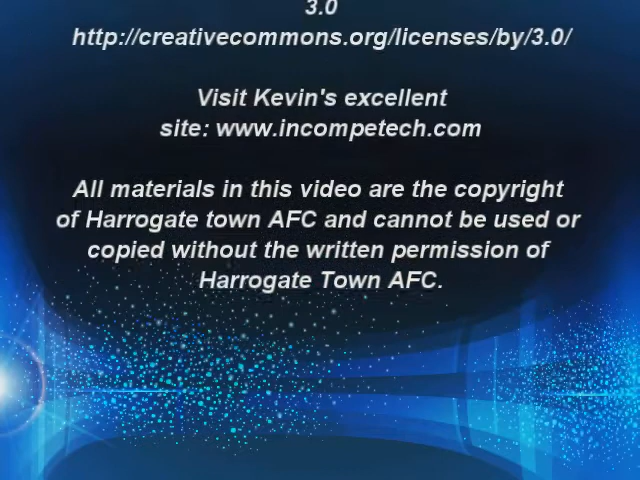 3.0
http://creativecommons.org/licenses/by/3.0/
Visit Kevin's excellent
site: www.incompetech.com
All materials in this video are the copyright
of Harrogate town AFC and cannot be used or
copied without the written permission of
Harrogate Town AFC.